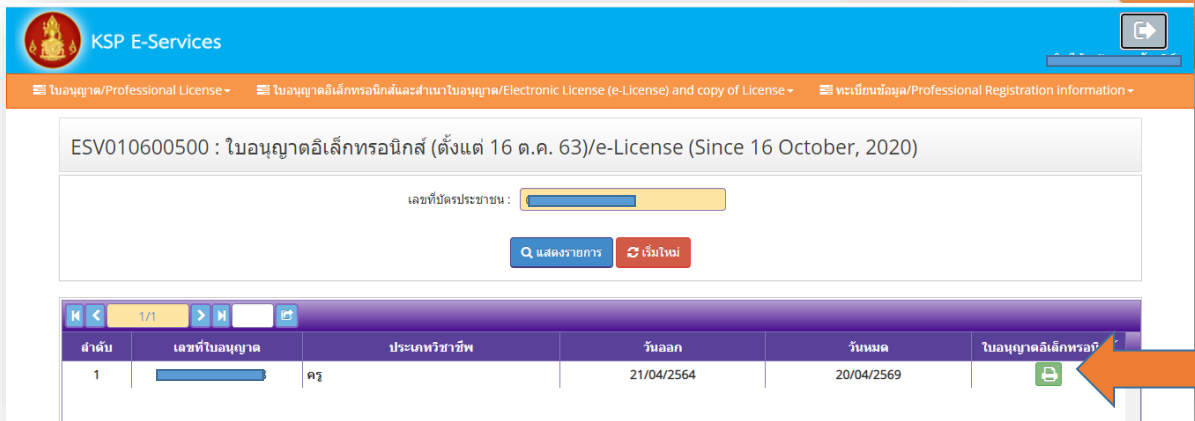 KSP E-Services
ใบอนุญาต/Professional License
ใบอนุญาตอิเล็กทรอนิกส์และสำเนาใบอนุญาต/Electronic License (e-License) and copy of License
ทะเบียนข้อมูล/Professional Registration information
ESV010600500 : ใบอนุญาตอิเล็กทรอนิกส์ (ตั้งแต่ 16 ต.ค. 63)/e-License (Since 16 October, 2020)
เลขที่บัตรประชาชน :
แสดงรายการ เริ่มใหม่
1/1
ลำดับ เลขที่ใบอนุญาต ประเภทวิชาชีพ วันออก วันหมด
1 ครู 21/04/2564 20/04/2569